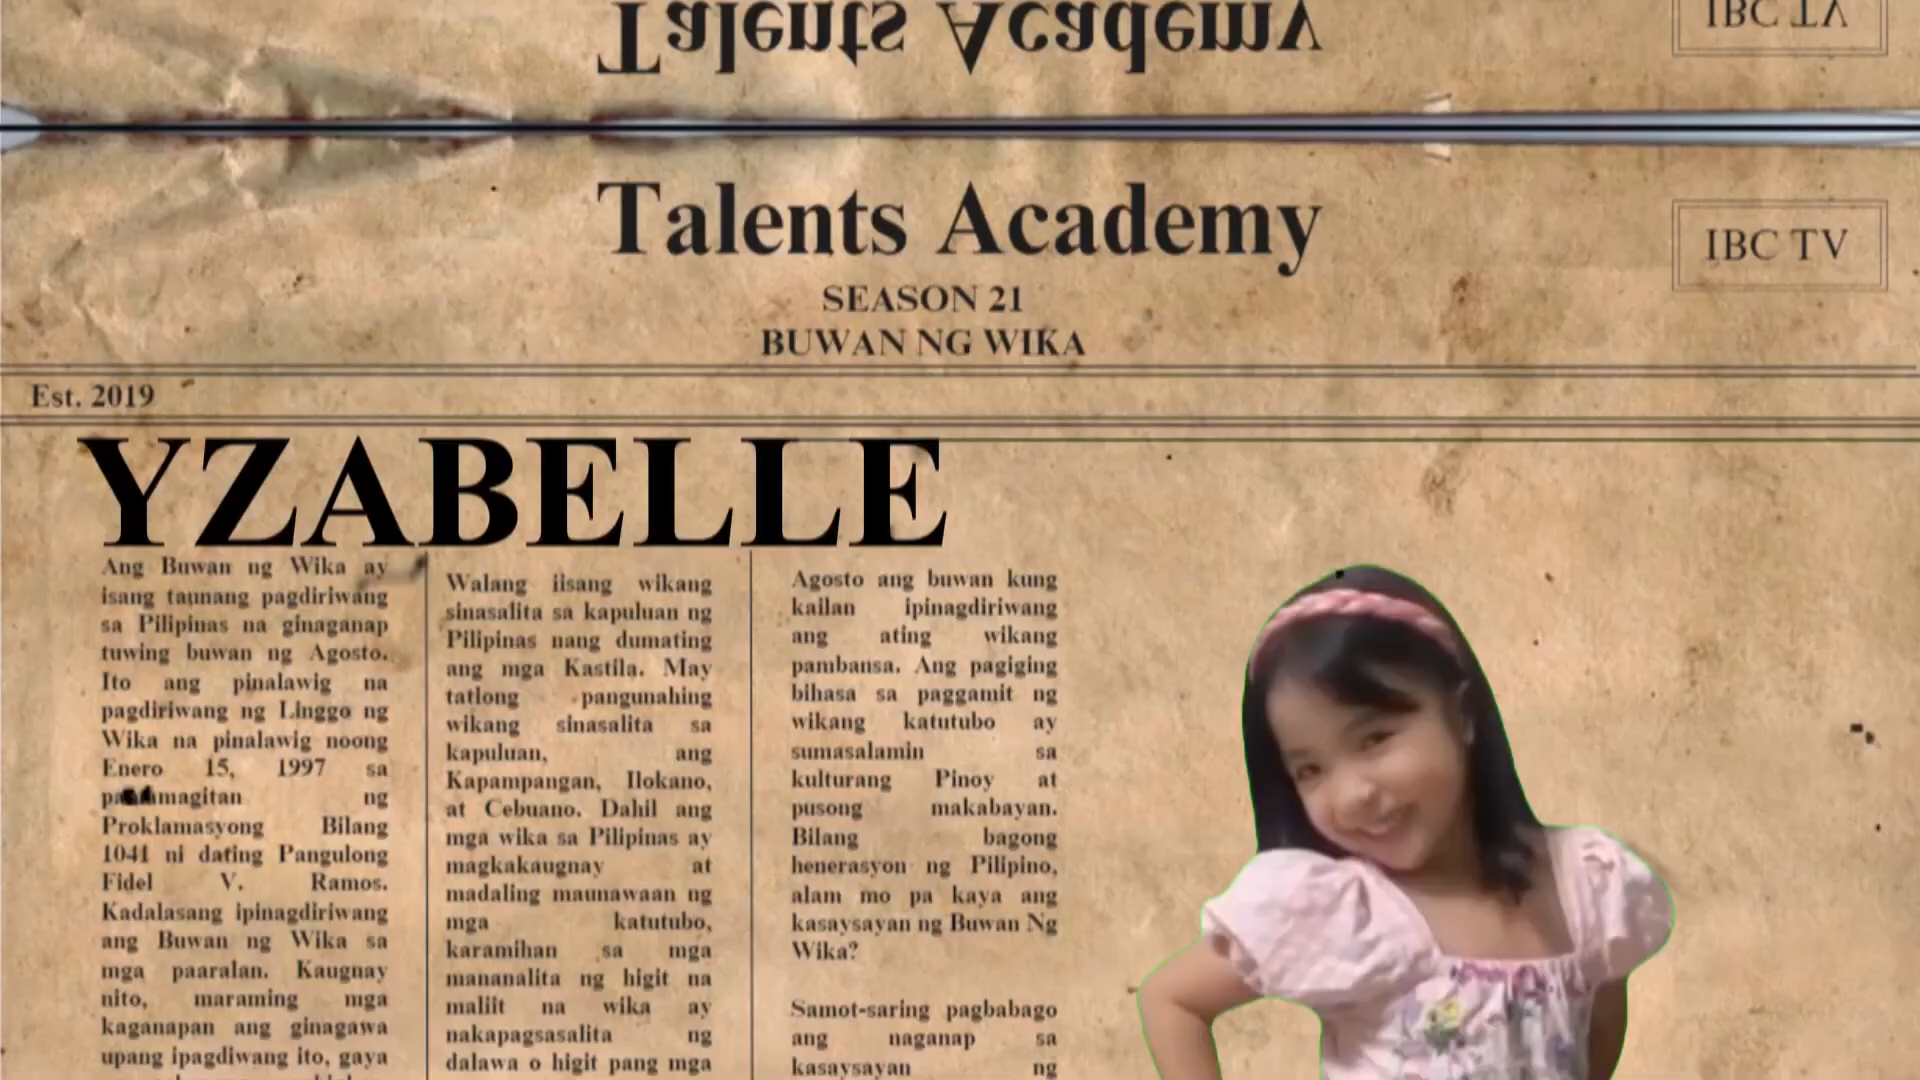 Talents Academy
IBC TV
Talents Academy
IBC TV
SEASON 21
BUWAN NG WIKA
Est. 2019
YZABELLE
Ang Buwan ng Wika ay
isang taunang pagdiriwang
sa Pilipinas na ginaganap
tuwing buwan ng Agosto.
Ito ang pinalawig na
pagdiriwang ng Linggo ng
Wika na pinalawig noong
Enero 15, 1997 sa
ng
Proklamasyong Bilang
1041 ni dating Pangulong
Fidel V. Ramos.
Kadalasang ipinagdiriwang
ang Buwan ng Wika sa
mga paaralan. Kaugnay
nito, maraming mga
kaganapan ang ginagawa
upang ipagdiwang ito, gaya
Walang iisang wikang
sinasalita sa kapuluan ng
Pilipinas nang dumating
ang mga Kastila. May
tatlong pangunahing
wikang sinasalita sa
kapuluan, ang
Kapampangan, Ilokano,
at Cebuano. Dahil ang
mga wika sa Pilipinas ay
magkakaugnay at
madaling maunawaan ng
mga katutubo,
karamihan sa mga
mananalita ng higit na
maliit na wika ay
nakapagsasalita ng
dalawa o higit pang mga
Agosto ang buwan kung
kailan ipinagdiriwang
ang ating wikang
pambansa. Ang pagiging
bihasa sa paggamit ng
wikang katutubo ay
sumasalamin sa
kulturang Pinoy at
pusong makabayan.
Bilang bagong
henerasyon ng Pilipino,
alam mo pa kaya ang
kasaysayan ng Buwan Ng
Wika?
Samot-saring pagbabago
ang naganap sa
kasaysayan ng